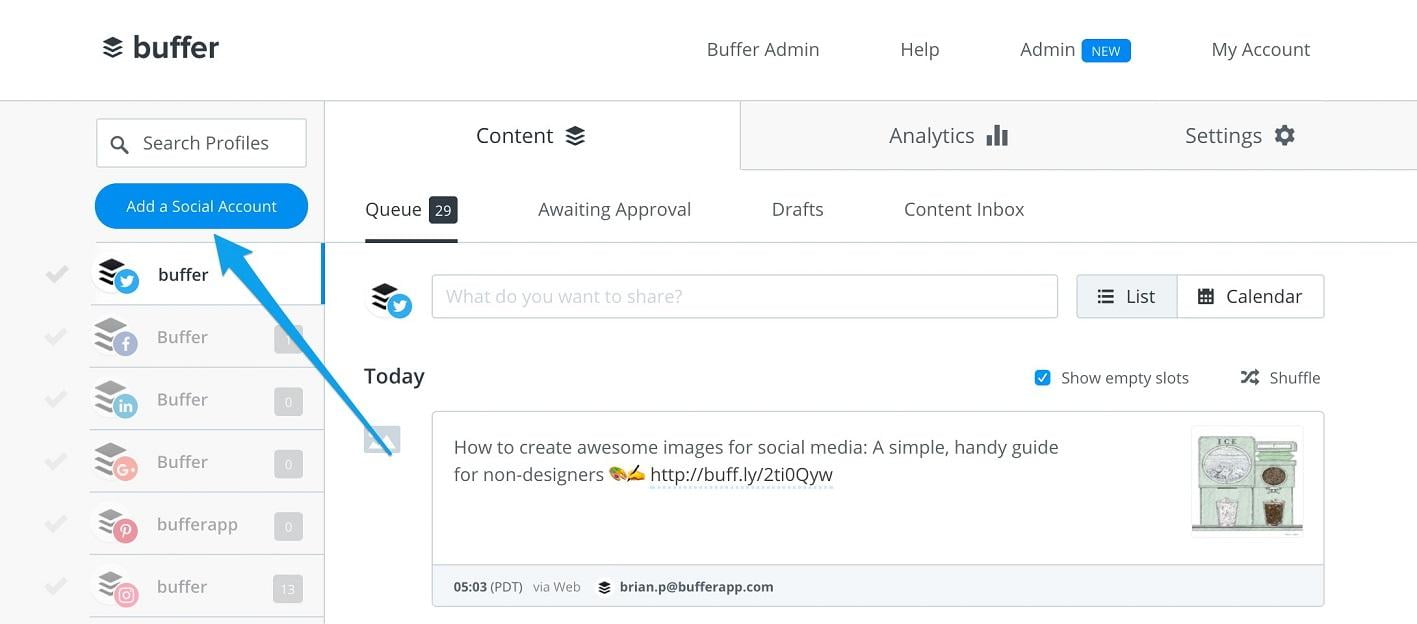 buffer
Buffer Admin
Help
Admin NEW
My Account
Search Profiles
Add a Social Account
buffer
Buffer 1
Buffer 0
Buffer 0
bufferapp 0
buffer 13
Content
Analytics
Settings
Queue 29
Awaiting Approval
Drafts
Content Inbox
What do you want to share?
List
Calendar
Today
Show empty slots
Shuffle
How to create awesome images for social media: A simple, handy guide
for non-designers 🎨✍️ http://buff.ly/2ti0Qyw
ICE
05:03 (PDT) via Web brian.p@bufferapp.com